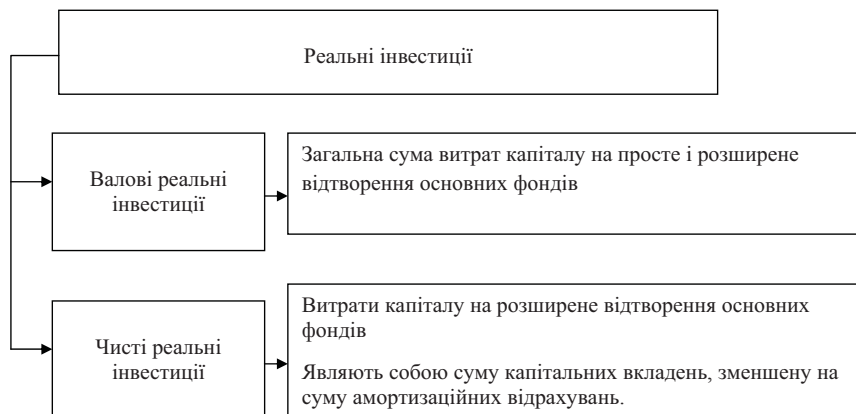 Реальні інвестиції
Валові реальні
інвестиції
Загальна сума витрат капіталу на просте і розширене
відтворення основних фондів
Чисті реальні
інвестиції
Витрати капіталу на розширене відтворення основних
фондів
Являють собою суму капітальних вкладень, зменшену на
суму амортизаційних відрахувань.